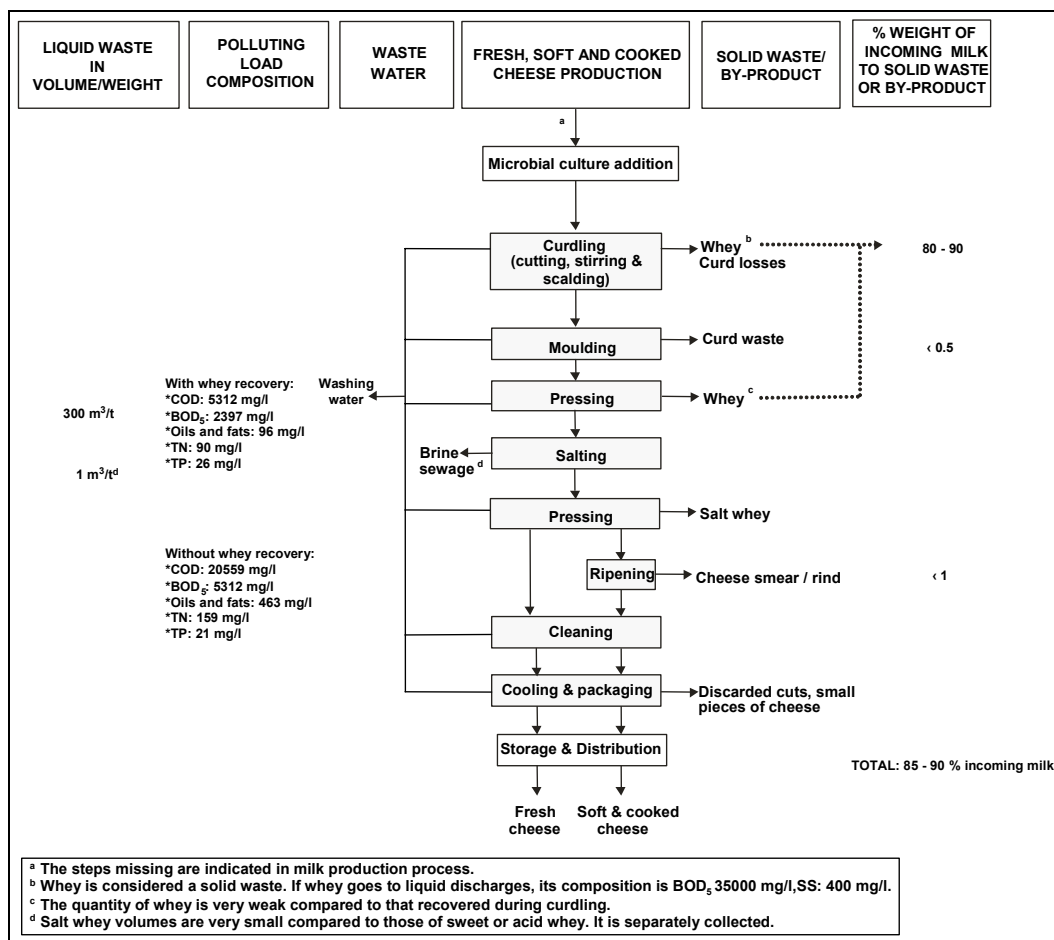 LIQUID WASTE
IN
VOLUME/WEIGHT
POLLUTING
LOAD
COMPOSITION
WASTE
WATER
FRESH, SOFT AND COOKED
CHEESE PRODUCTION
SOLID WASTE/
BY-PRODUCT
% WEIGHT OF
INCOMING MILK
TO SOLID WASTE
OR BY-PRODUCT
a
Microbial culture addition
Curdling
(cutting, stirring &
scalding)
Whey b
Curd losses
80 - 90
Moulding
Curd waste
‹ 0.5
Pressing
Whey c
Washing
water
300 m3/t
With whey recovery:
*COD: 5312 mg/l
*BOD5: 2397 mg/l
*Oils and fats: 96 mg/l
*TN: 90 mg/l
*TP: 26 mg/l
Salting
Brine
sewage d
1 m3/td
Pressing
Salt whey
Without whey recovery:
*COD: 20559 mg/l
*BOD5: 5312 mg/l
*Oils and fats: 463 mg/l
*TN: 159 mg/l
*TP: 21 mg/l
Ripening
Cheese smear / rind
‹ 1
Cleaning
Cooling & packaging
Discarded cuts, small
pieces of cheese
Storage & Distribution
TOTAL: 85 - 90 % incoming milk
Fresh
cheese
Soft & cooked
cheese
a The steps missing are indicated in milk production process.
b Whey is considered a solid waste. If whey goes to liquid discharges, its composition is BOD5 35000 mg/l,SS: 400 mg/l.
c The quantity of whey is very weak compared to that recovered during curdling.
d Salt whey volumes are very small compared to those of sweet or acid whey. It is separately collected.